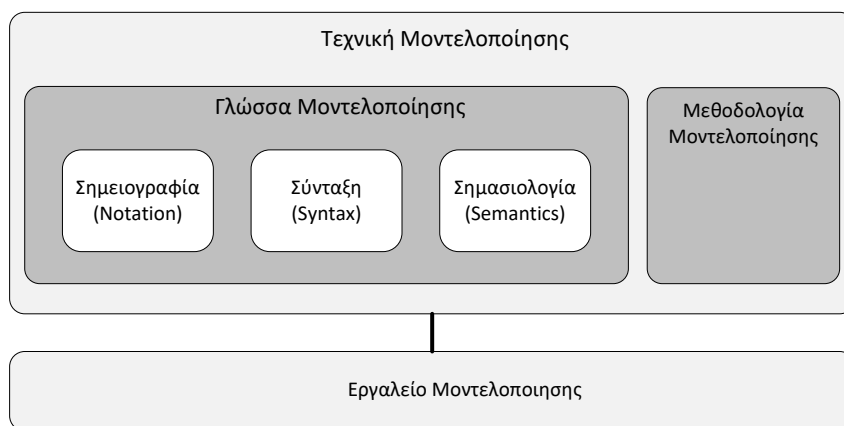 Τεχνική Μοντελοποίησης
Γλώσσα Μοντελοποίησης
Σημειογραφία
(Notation)
Σύνταξη
(Syntax)
Σημασιολογία
(Semantics)
Μεθοδολογία
Μοντελοποίησης
Εργαλείο Μοντελοποιησης